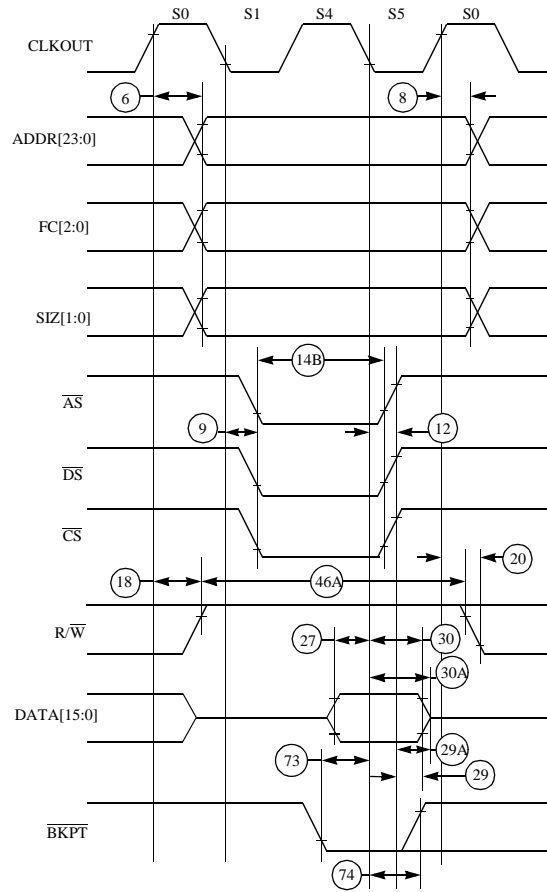 S0 S1 S4 S5 S0
CLKOUT
6 8
ADDR[23:0]
FC[2:0]
SIZ[1:0]
14B
AS
9 12
DS
CS
20
18 46A
R/W
27 30
30A
DATA[15:0]
29A
73 29
BKPT
74